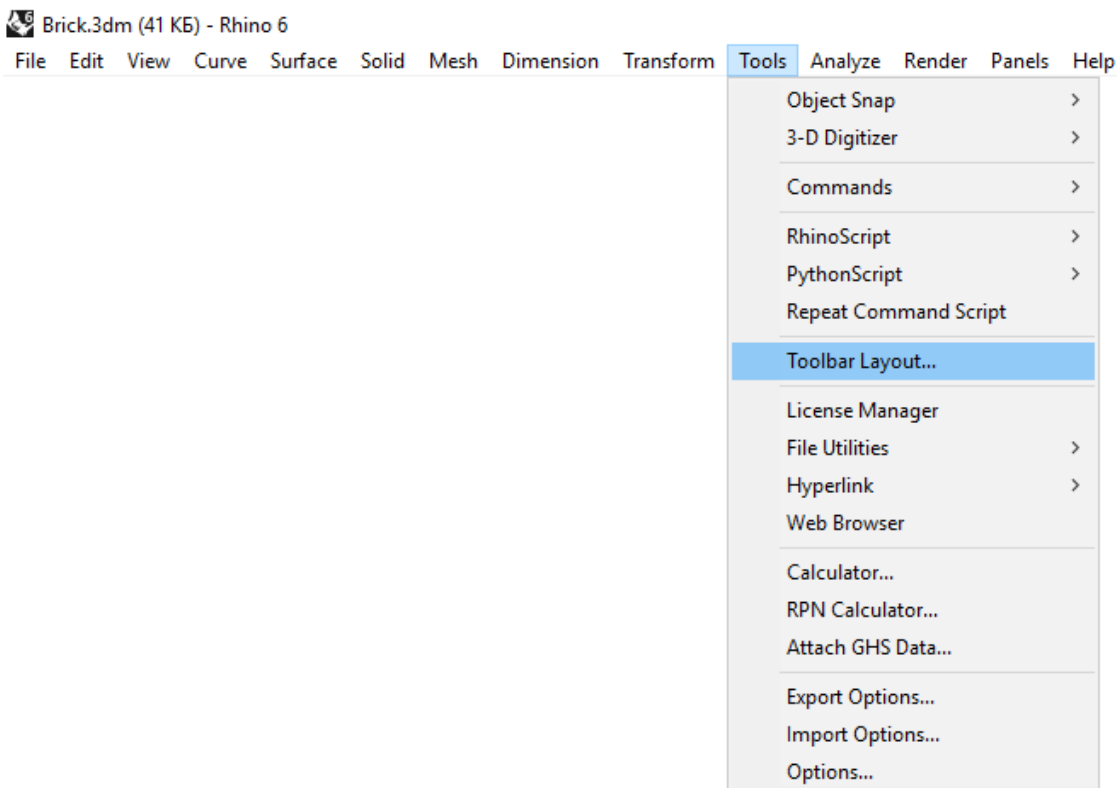 Brick.3dm (41 КБ) - Rhino 6
File Edit View Curve Surface Solid Mesh Dimension Transform Tools Analyze Render Panels Help
Object Snap
3-D Digitizer
Commands
RhinoScript
PythonScript
Repeat Command Script
Toolbar Layout...
License Manager
File Utilities
Hyperlink
Web Browser
Calculator...
RPN Calculator...
Attach GHS Data...
Export Options...
Import Options...
Options...